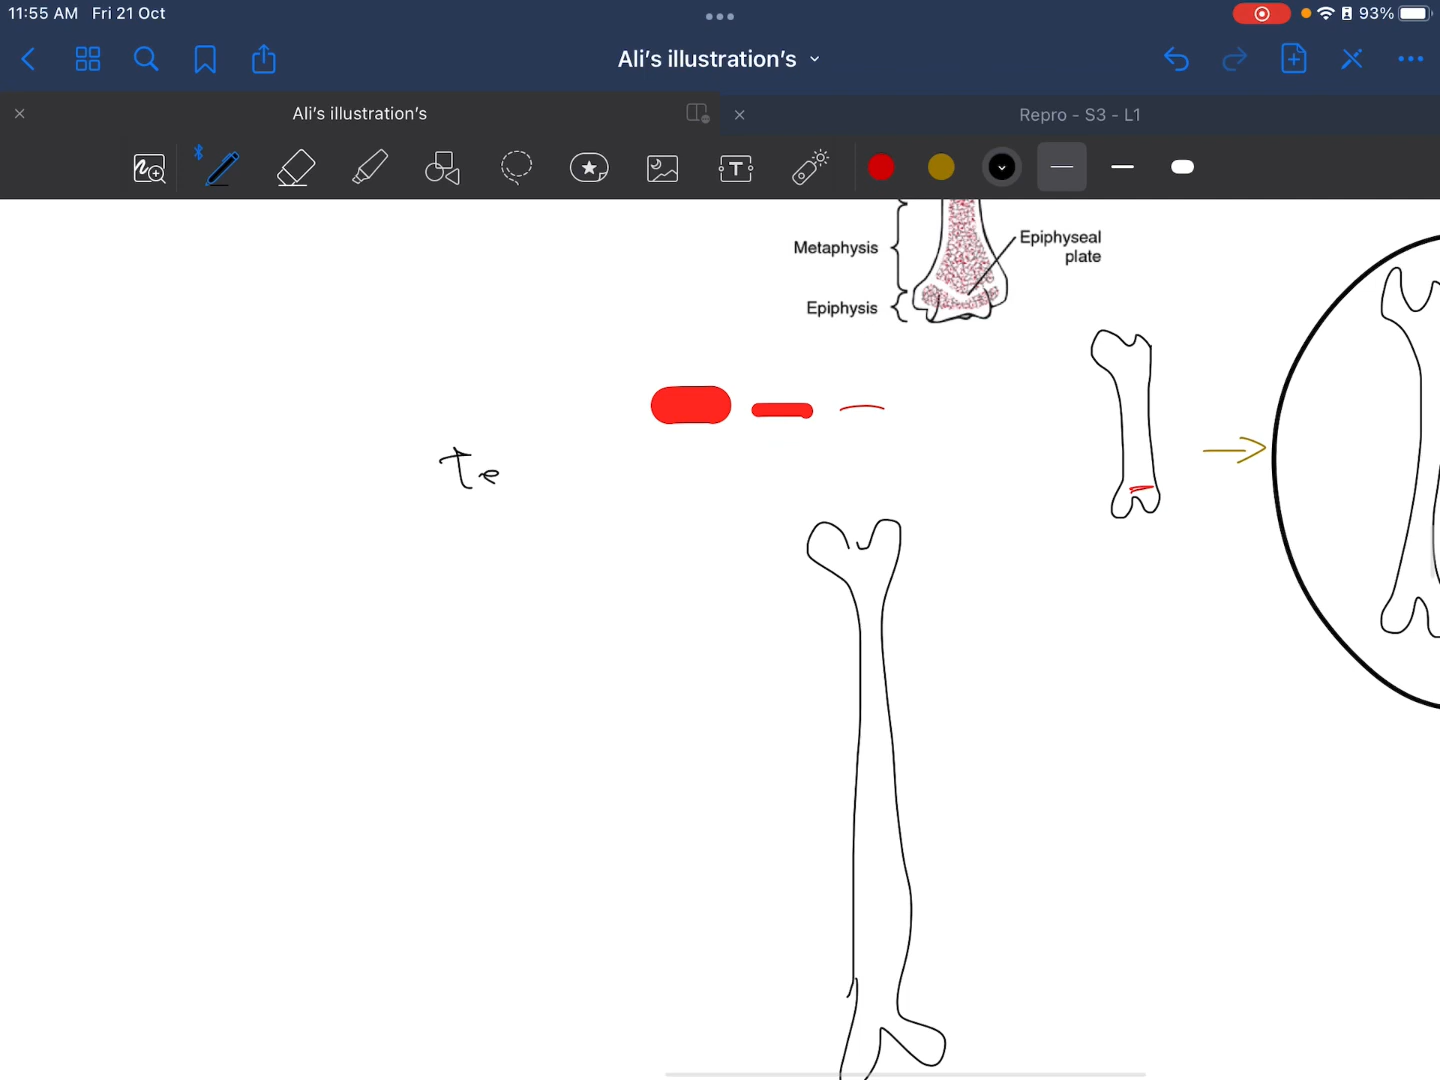 11:55 AM Fri 21 Oct
93%
Ali's illustration's
Ali's illustration's
Repro - S3 - L1
T
Metaphysis
Epiphyseal
plate
Epiphysis
te